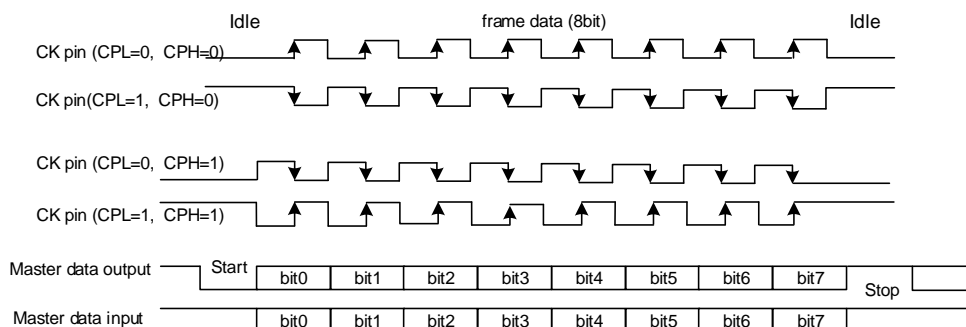 Idle frame data (8bit) Idle
CK pin (CPL=0, CPH=0)
CK pin(CPL=1, CPH=0)
CK pin (CPL=0, CPH=1)
CK pin (CPL=1, CPH=1)
Master data output Start bit0 bit1 bit2 bit3 bit4 bit5 bit6 bit7 Stop
Master data input bit0 bit1 bit2 bit3 bit4 bit5 bit6 bit7